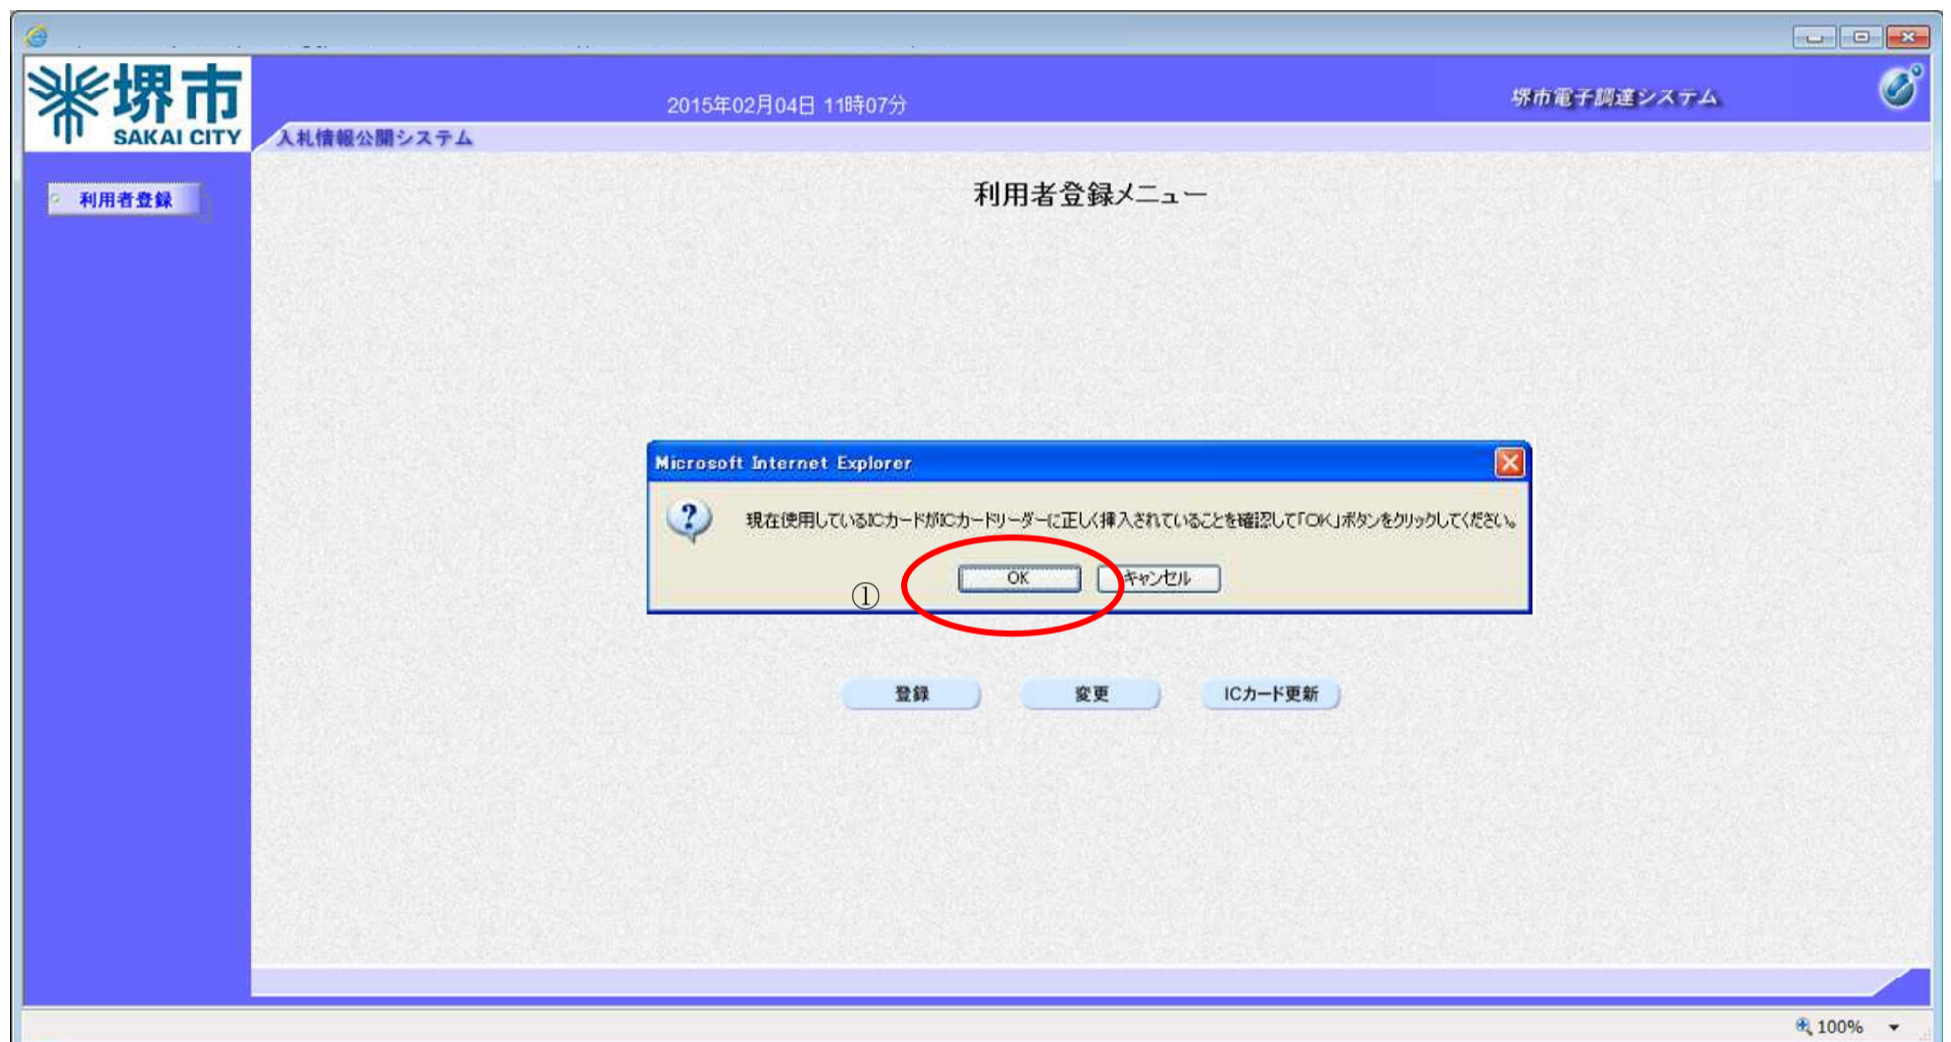 堺市
SAKAI CITY
2015年02月04日 11時07分
堺市電子調達システム
入札情報公開システム
利用者登録
利用者登録メニュー
Microsoft Internet Explorer
現在使用しているICカードがICカードリーダーに正しく挿入されていることを確認して「OK」ボタンをクリックしてください。
① OK キャンセル
登録 変更 ICカード更新
100%